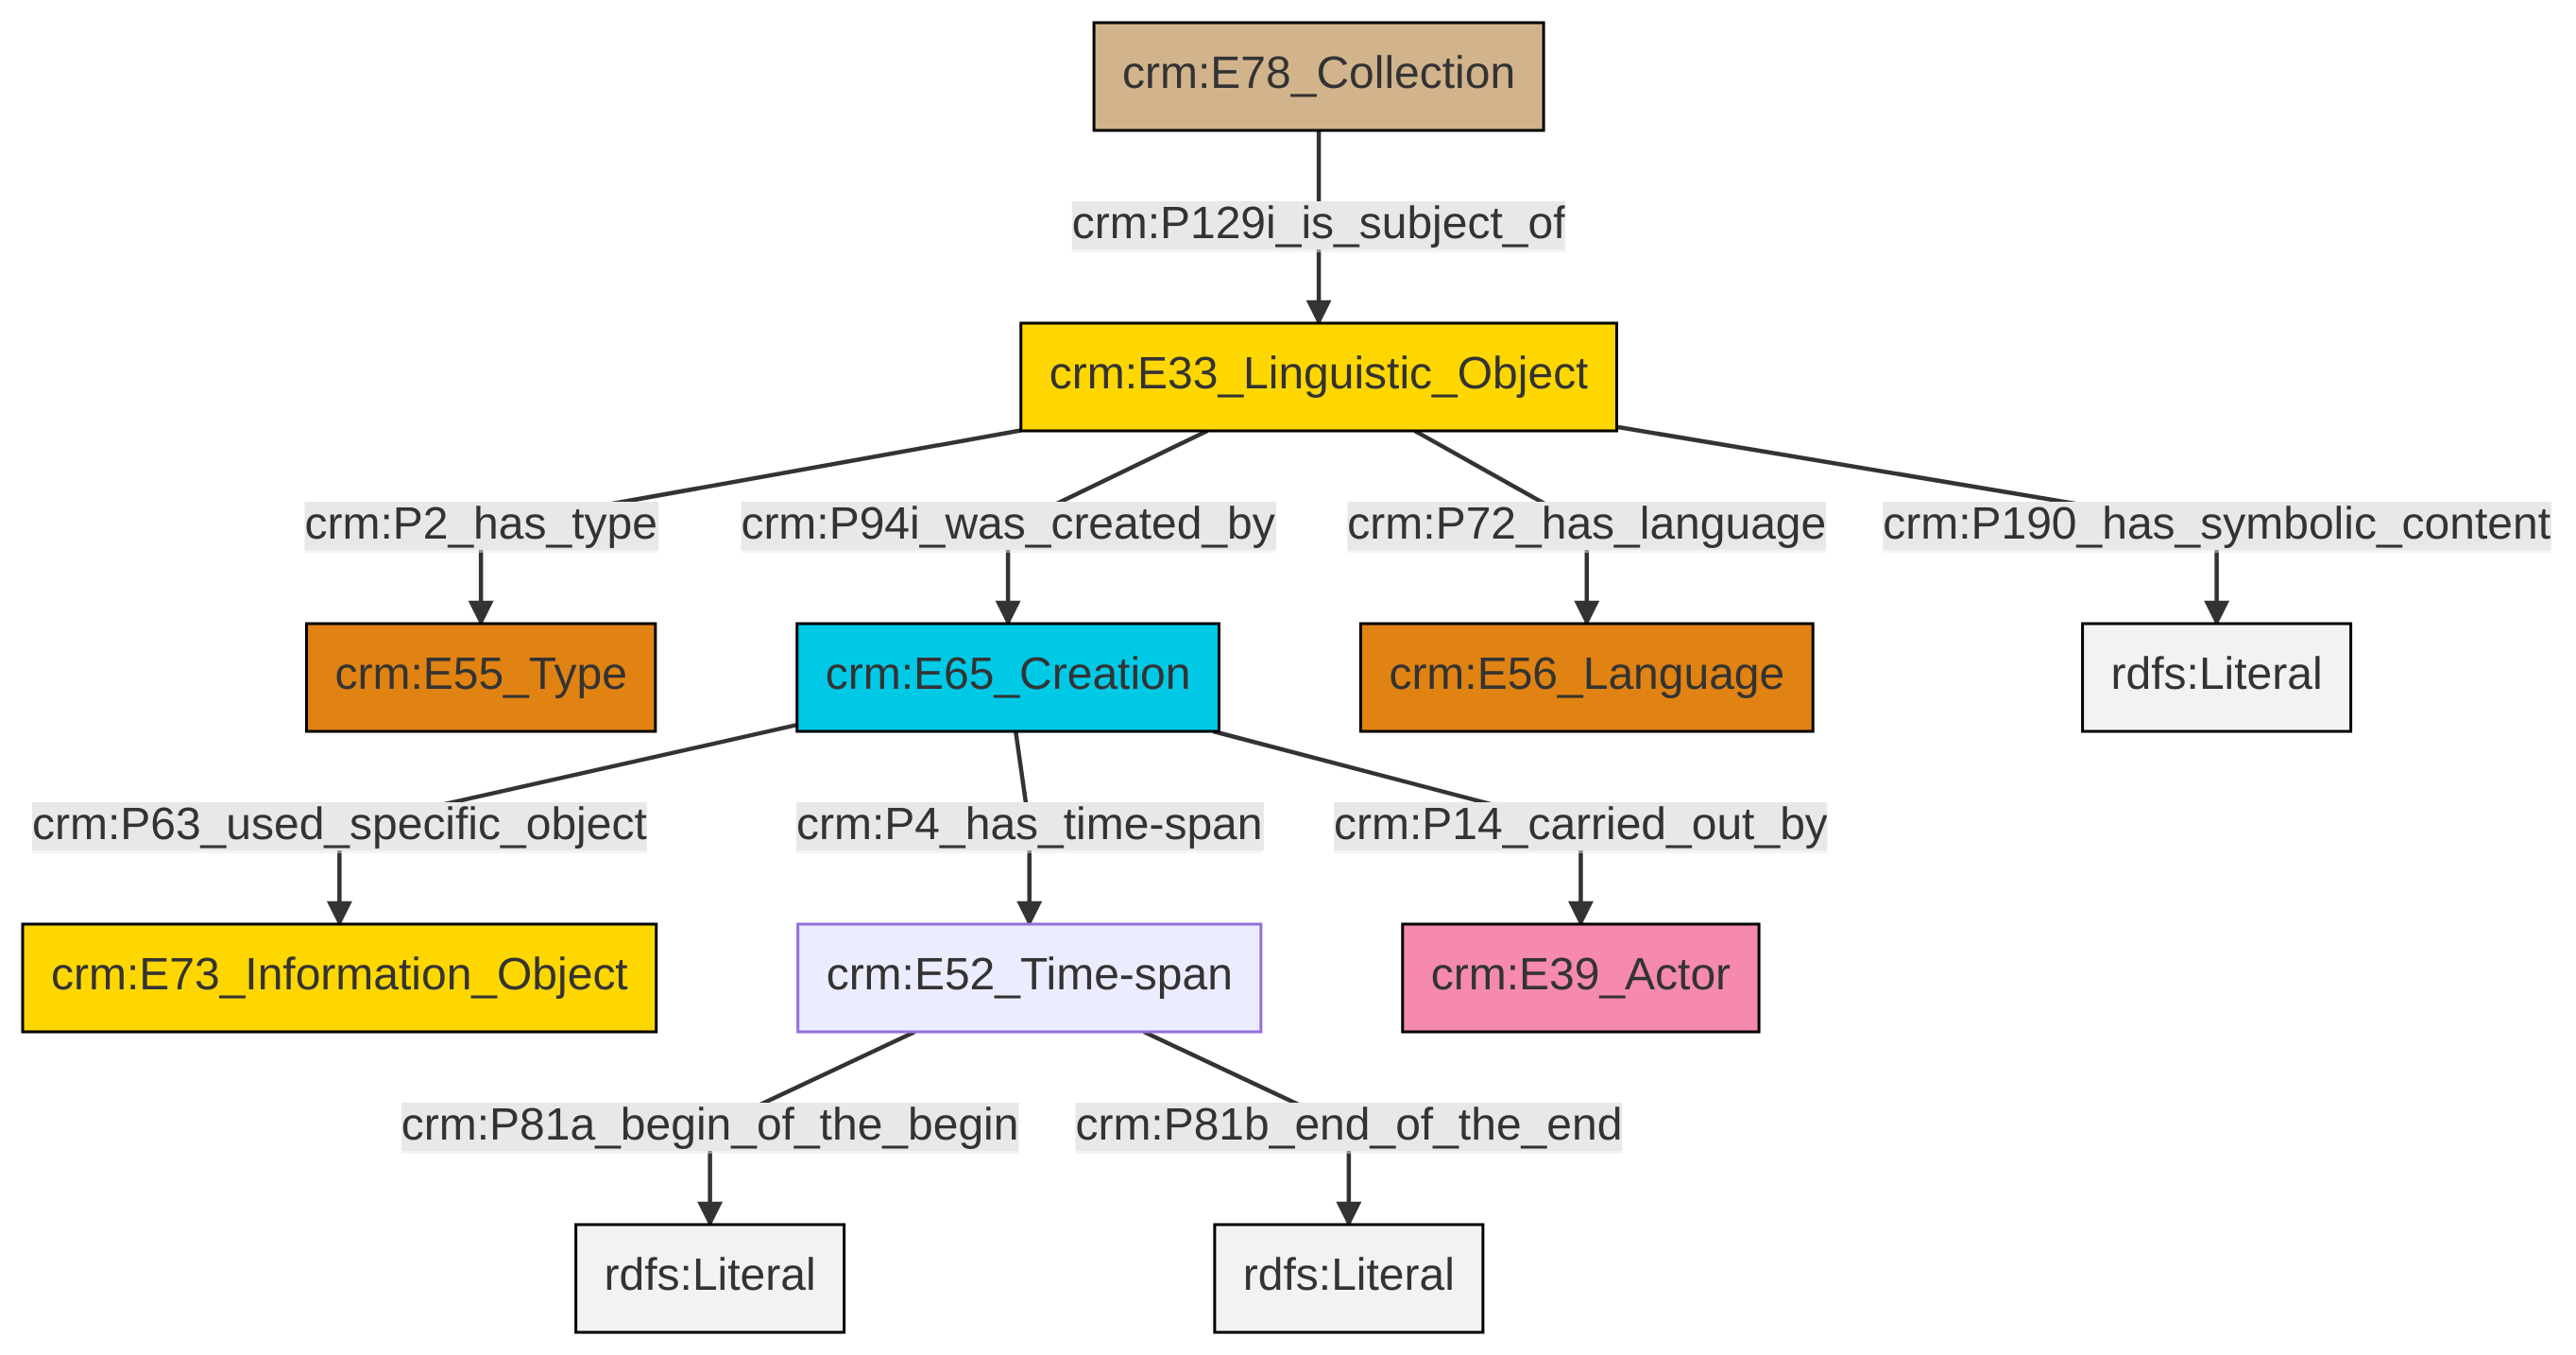 crm:E78_Collection
crm:P129i_is_subject_of
crm:E33_Linguistic_Object
crm:P2_has_type
crm:P94i_was_created_by
crm:P72_has_language
crm:P190_has_symbolic_content
crm:E55_Type
crm:E65_Creation
crm:E56_Language
rdfs:Literal
crm:P63_used_specific_object
crm:P4_has_time-span
crm:P14_carried_out_by
crm:E73_Information_Object
crm:E52_Time-span
crm:E39_Actor
crm:P81a_begin_of_the_begin
crm:P81b_end_of_the_end
rdfs:Literal
rdfs:Literal